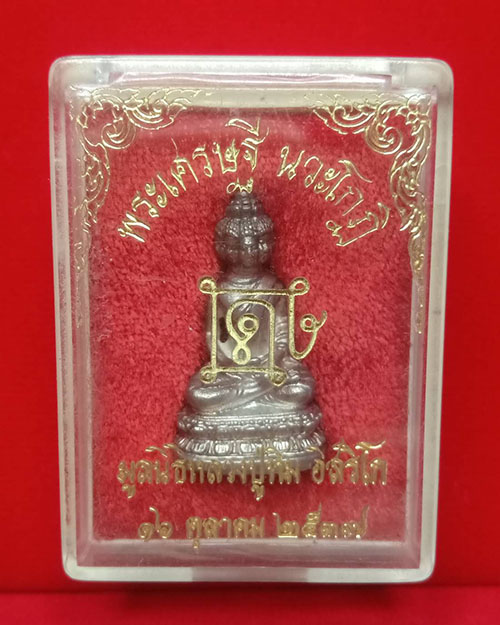 พระเศรษฐี นวะโกฏิ
มูลนิธิหลวงปู่ทิม อิสริโก
๑๖ ตุลาคม ๒๕๓๗